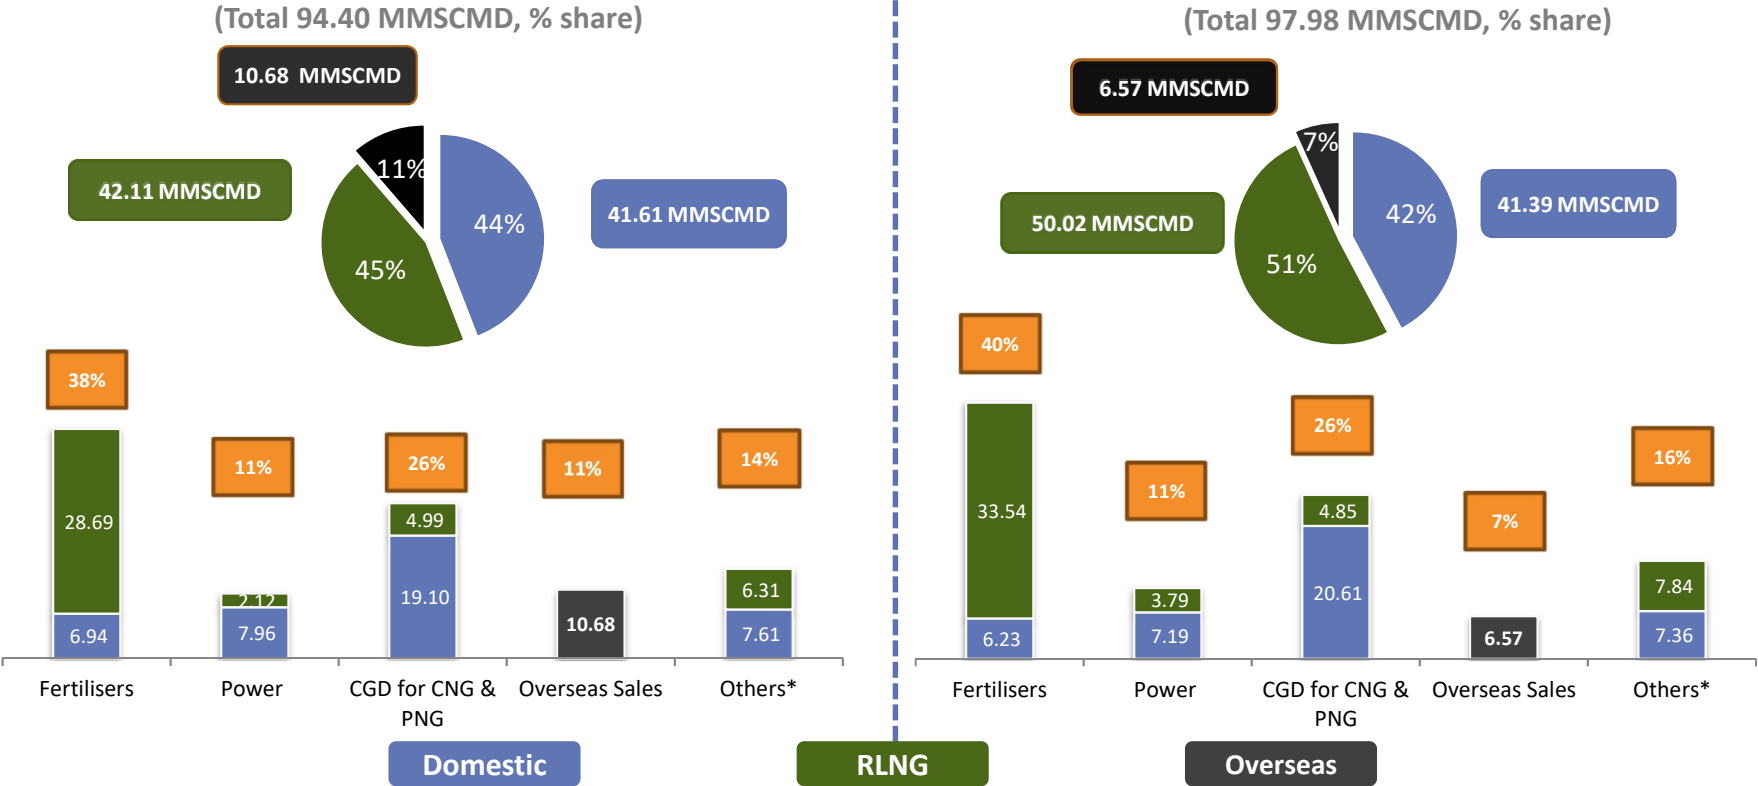 (Total 94.40 MMSCMD, % share)
10.68 MMSCMD
42.11 MMSCMD
11%
44%
45%
41.61 MMSCMD
38%
11%
26%
11%
14%
28.69
6.94
2.12
7.96
4.99
19.10
10.68
6.31
7.61
Fertilisers
Power
CGD for CNG &
PNG
Overseas Sales
Others*
(Total 97.98 MMSCMD, % share)
6.57 MMSCMD
50.02 MMSCMD
7%
42%
51%
41.39 MMSCMD
40%
11%
26%
7%
16%
33.54
6.23
3.79
7.19
4.85
20.61
6.57
7.84
7.36
Fertilisers
Power
CGD for CNG &
PNG
Overseas Sales
Others*
Domestic
RLNG
Overseas